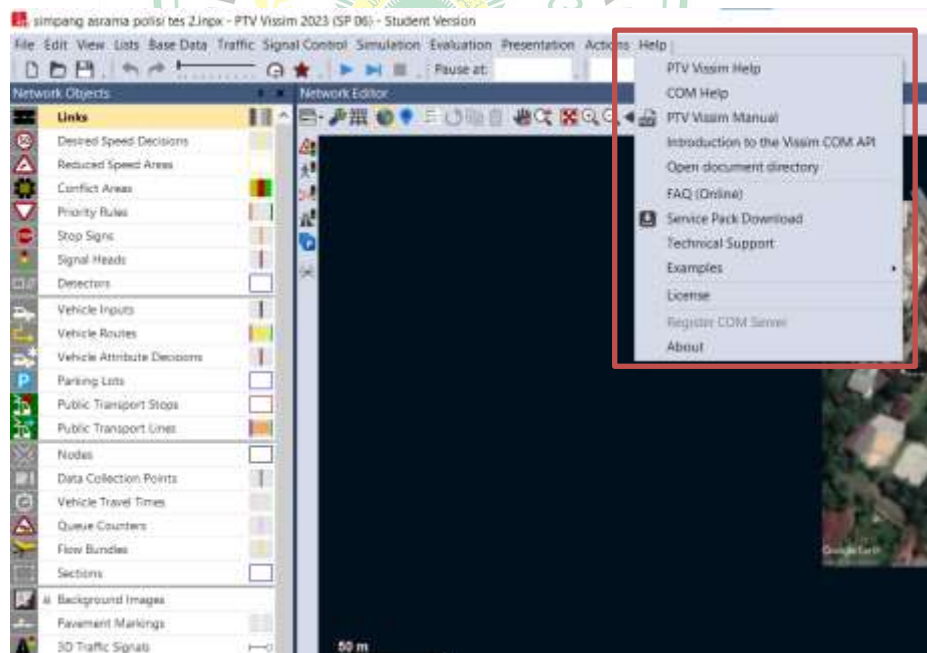 simpang asrama polisi tes 2.inpx - PTV Vissim 2023 (SP 06) - Student Version
File Edit View Lists Base Data Traffic Signal Control Simulation Evaluation Presentation Actions Help
Pause at:
Network Objects
Network Editor
Links
Desired Speed Decisions
Reduced Speed Areas
Conflict Areas
Priority Rules
Stop Signs
Signal Heads
Detectors
Vehicle Inputs
Vehicle Routes
Vehicle Attribute Decisions
Parking Lots
Public Transport Stops
Public Transport Lines
Nodes
Data Collection Points
Vehicle Travel Times
Queue Counters
Flow Bundles
Sections
Background Images
Pavement Markings
3D Traffic Signals
PTV Vissim Help
COM Help
PTV Vissim Manual
Introduction to the Vissim COM API
Open document directory
FAQ (Online)
Service Pack Download
Technical Support
Examples
License
Register COM Server
About
Google Earth
50 m